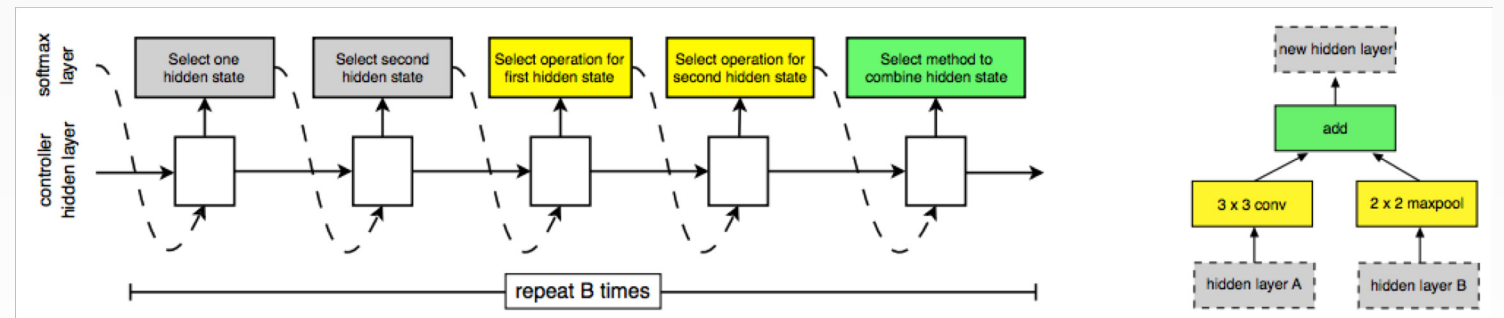 softmax
layer
controller
hidden layer
Select one
hidden state
Select second
hidden state
Select operation for
first hidden state
Select operation for
second hidden state
Select method to
combine hidden state
repeat B times
new hidden layer
add
3 x 3 conv
2 x 2 maxpool
hidden layer A
hidden layer B